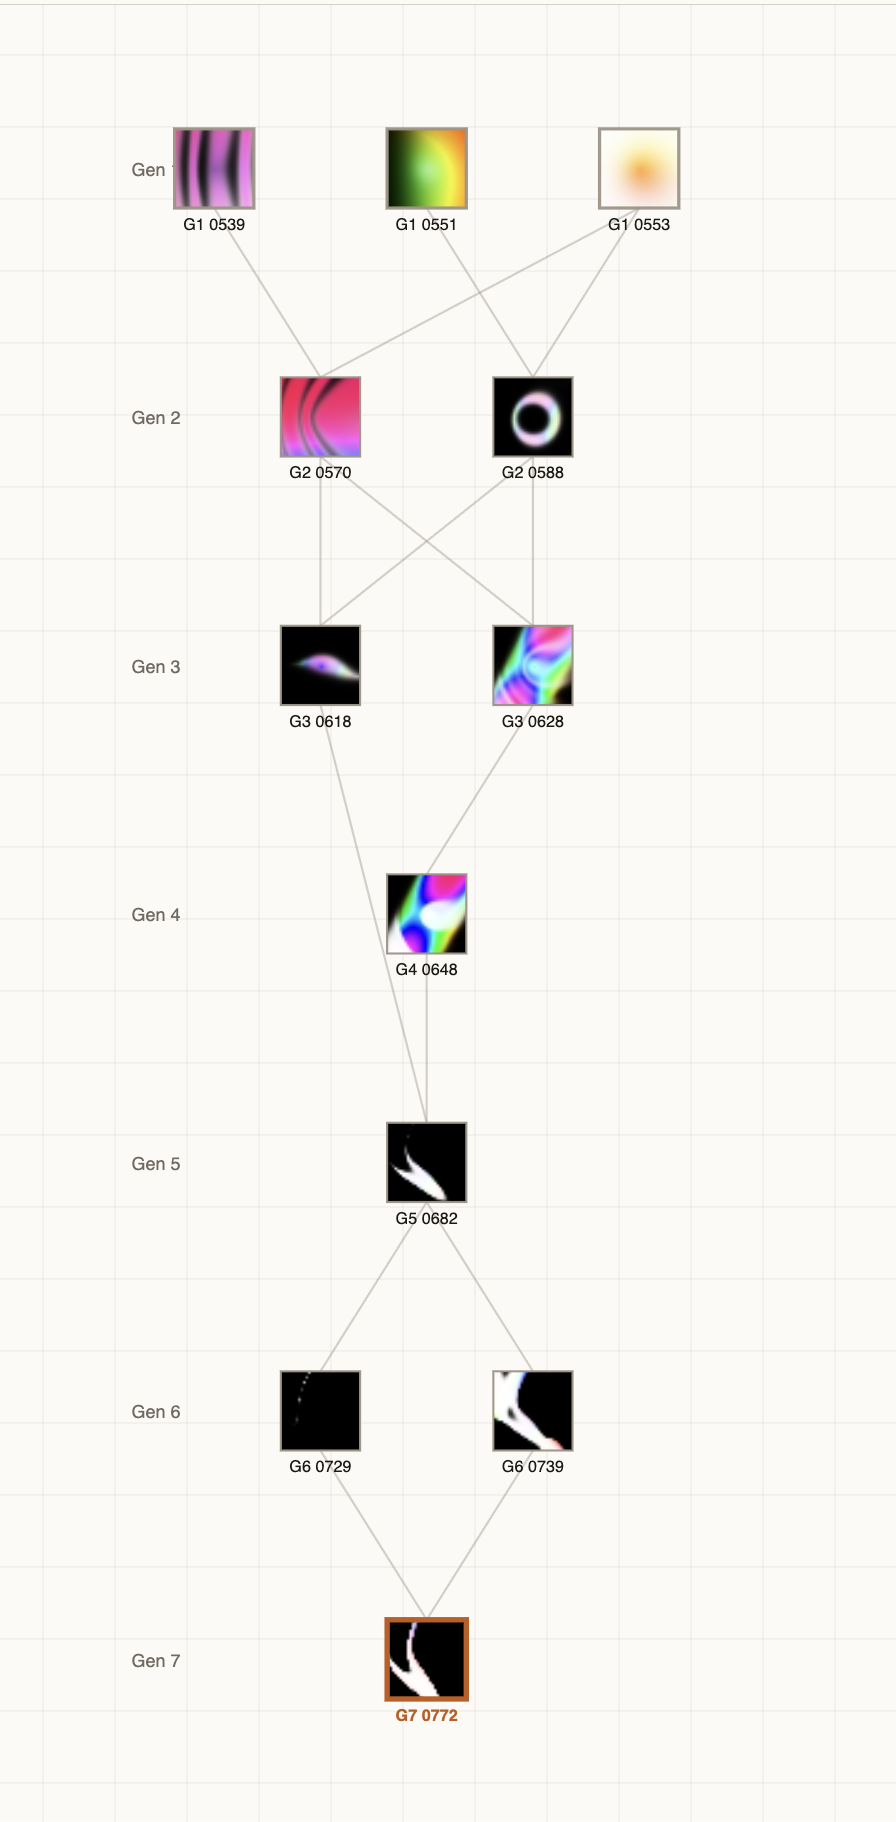 Gen
G1 0539
G1 0551
G1 0553
Gen 2
G2 0570
G2 0588
Gen 3
G3 0618
G3 0628
Gen 4
G4 0648
Gen 5
G5 0682
Gen 6
G6 0729
G6 0739
Gen 7
G7 0772